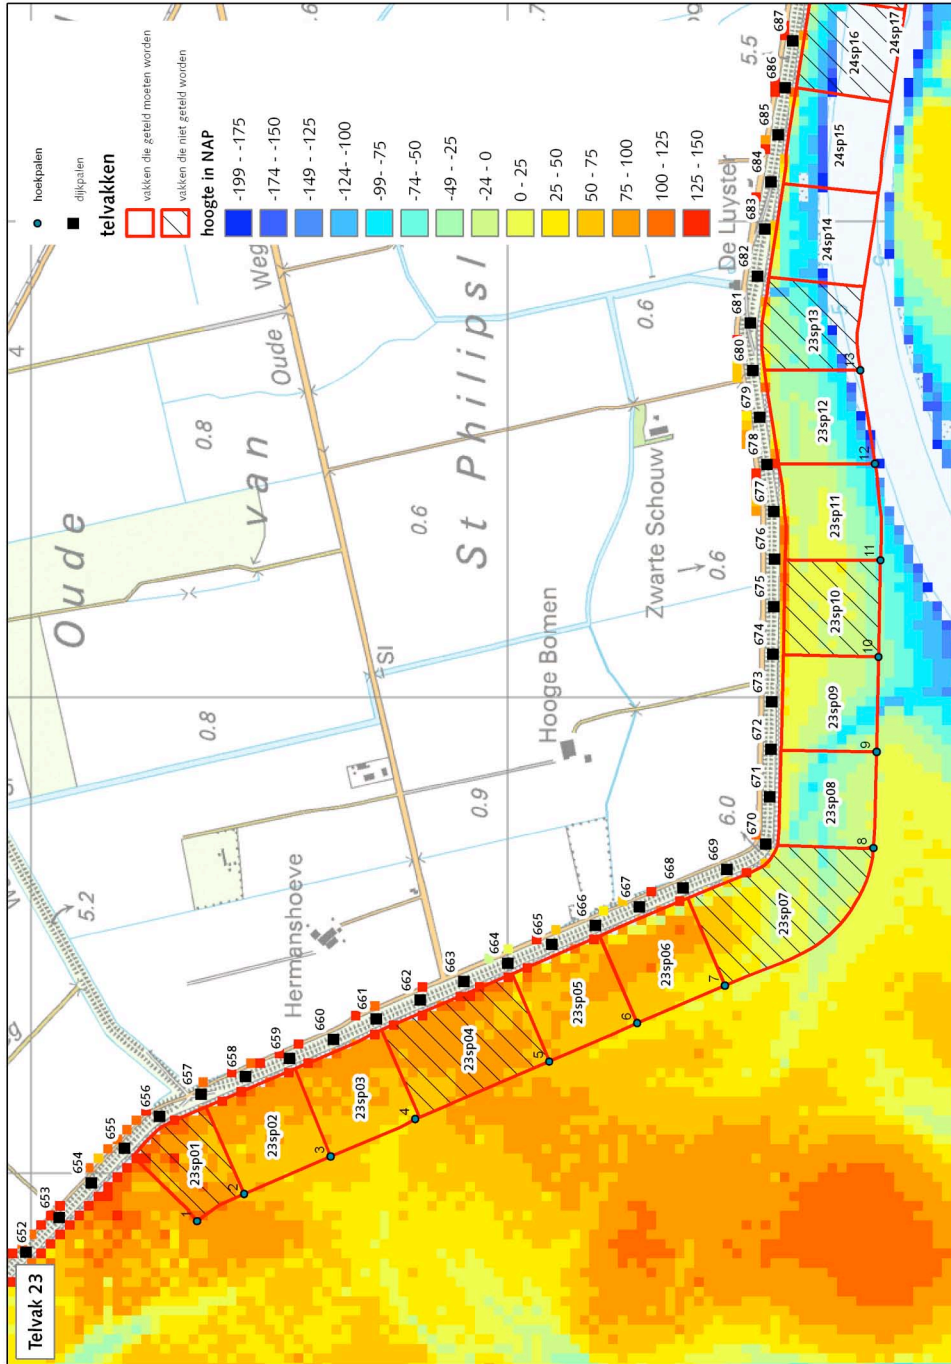 Telvak 23
hoekpalen
dijkpalen
telvakken
vakken die geteld moeten worden
vakken die niet geteld worden
hoogte in NAP
-199 - -175
-174 - -150
-149 - -125
-124 - -100
-99 - -75
-74 - -50
-49 - -25
-24 - 0
0 - 25
25 - 50
50 - 75
75 - 100
100 - 125
125 - 150
Oude
van
St Philipsl
Oude
Weg
4
5.2
0.8
0.8
0.6
0.9
0.6
0.6
6.0
5.5
SI
Hermanshoeve
Hooge Bomen
Zwarte Schouw
De Luyster
652
653
654
655
656
657
658
659
660
661
662
663
664
665
666
667
668
669
670
671
672
673
674
675
676
677
678
679
680
681
682
683
684
685
686
687
23sp01
23sp02
23sp03
23sp04
23sp05
23sp06
23sp07
23sp08
23sp09
23sp10
23sp11
23sp12
23sp13
24sp14
24sp15
24sp16
24sp17
1
2
3
4
5
6
7
8
9
10
11
12
13